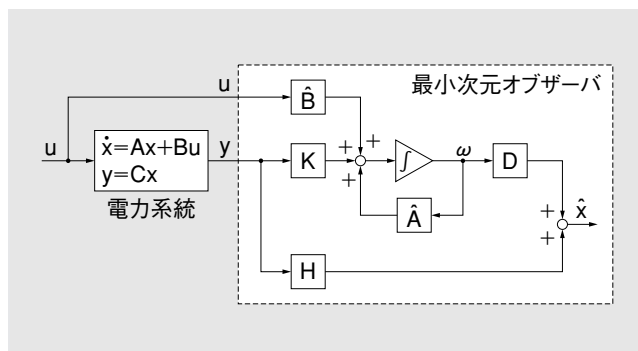 最小次元オブザーバ
u
B̂
u
ẋ=Ax+Bu
y=Cx
電力系統
y
K
+
+
+
∫
ω
D
Â
H
+
+
x̂